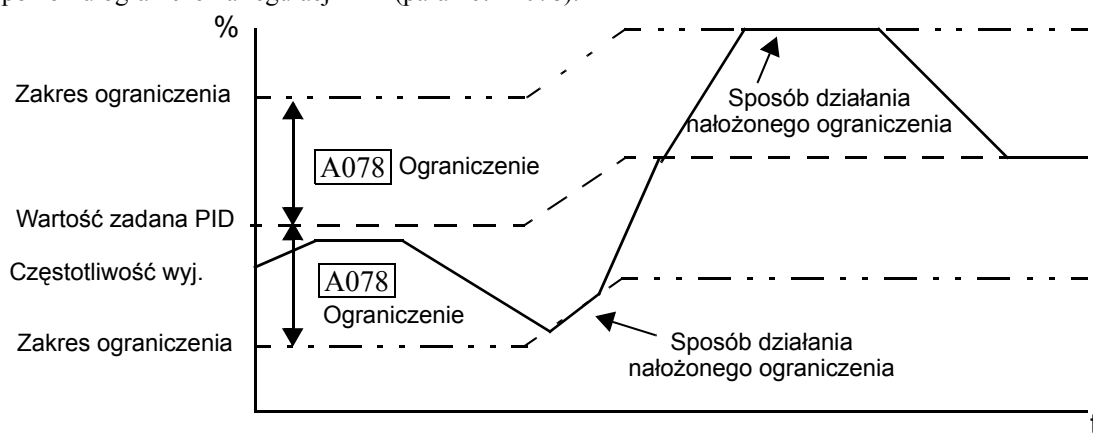 %
Zakres ograniczenia
Sposób działania
nałożonego ograniczenia
A078 Ograniczenie
Wartość zadana PID
Częstotliwość wyj.
A078
Ograniczenie
Zakres ograniczenia
Sposób działania
nałożonego ograniczenia
t